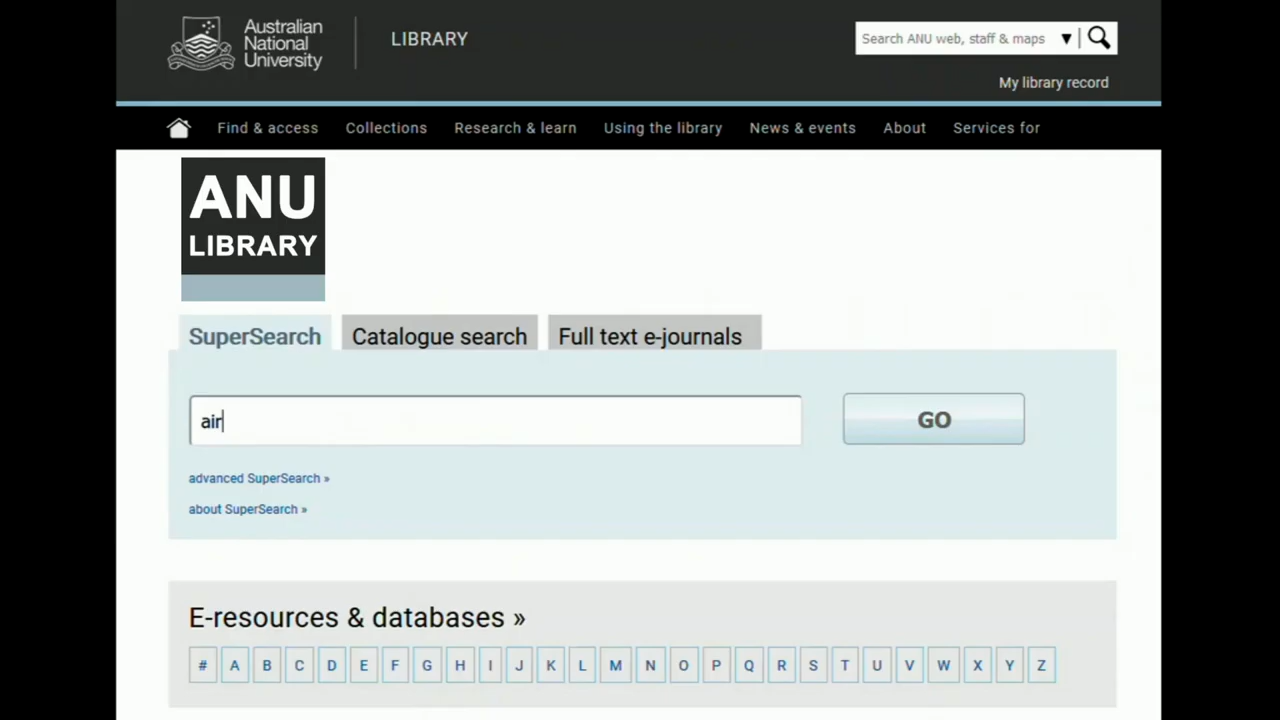 Australian
National
University
LIBRARY
Search ANU web, staff & maps
My library record
Find & access Collections Research & learn Using the library News & events About Services for
ANU
LIBRARY
SuperSearch Catalogue search Full text e-journals
air
GO
advanced SuperSearch »
about SuperSearch »
E-resources & databases »
# A B C D E F G H I J K L M N O P Q R S T U V W X Y Z